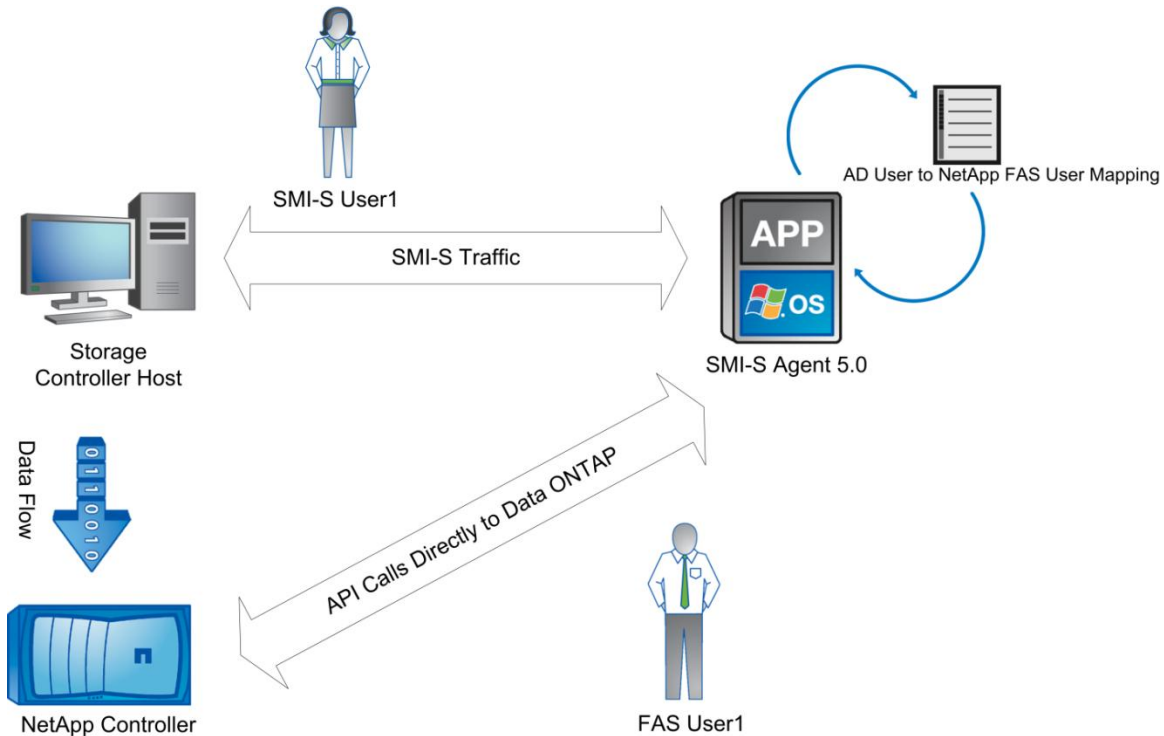 SMI-S User1
AD User to NetApp FAS User Mapping
SMI-S Traffic
APP
OS
Storage
Controller Host
SMI-S Agent 5.0
Data Flow
0110010
API Calls Directly to Data ONTAP
NetApp Controller
FAS User1